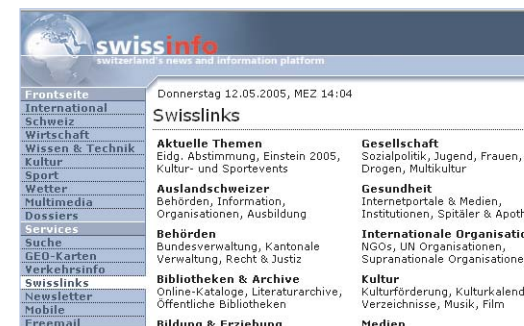 swissinfo
switzerland's news and information platform
Frontseite
International
Schweiz
Wirtschaft
Wissen & Technik
Kultur
Sport
Wetter
Multimedia
Dossiers
Services
Suche
GEO-Karten
Verkehrsinfo
Swisslinks
Newsletter
Mobile
Freemail
Donnerstag 12.05.2005, MEZ 14:04
Swisslinks
Aktuelle Themen
Eidg. Abstimmung, Einstein 2005,
Kultur- und Sportevents
Auslandschweizer
Behörden, Information,
Organisationen, Ausbildung
Behörden
Bundesverwaltung, Kantonale
Verwaltung, Recht & Justiz
Bibliotheken & Archive
Online-Kataloge, Literaturarchive,
Öffentliche Bibliotheken
Bildung & Erziehung
Gesellschaft
Sozialpolitik, Jugend, Frauen,
Drogen, Multikultur
Gesundheit
Internetportale & Medien,
Institutionen, Spitäler & Apoth
Internationale Organisatio
NGOs, UN Organisationen,
Supranationale Organisatione
Kultur
Kulturförderung, Kulturkalend
Verzeichnisse, Musik, Film
Medien